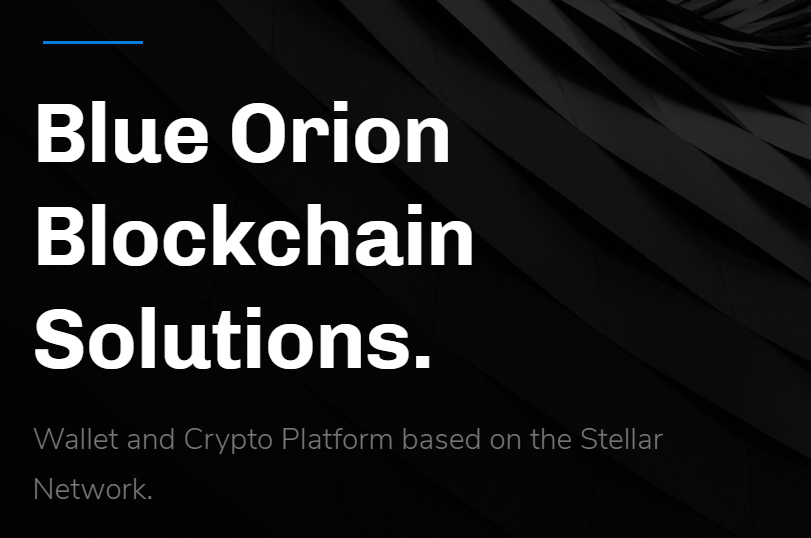 Blue Orion
Blockchain
Solutions.
Wallet and Crypto Platform based on the Stellar
Network.